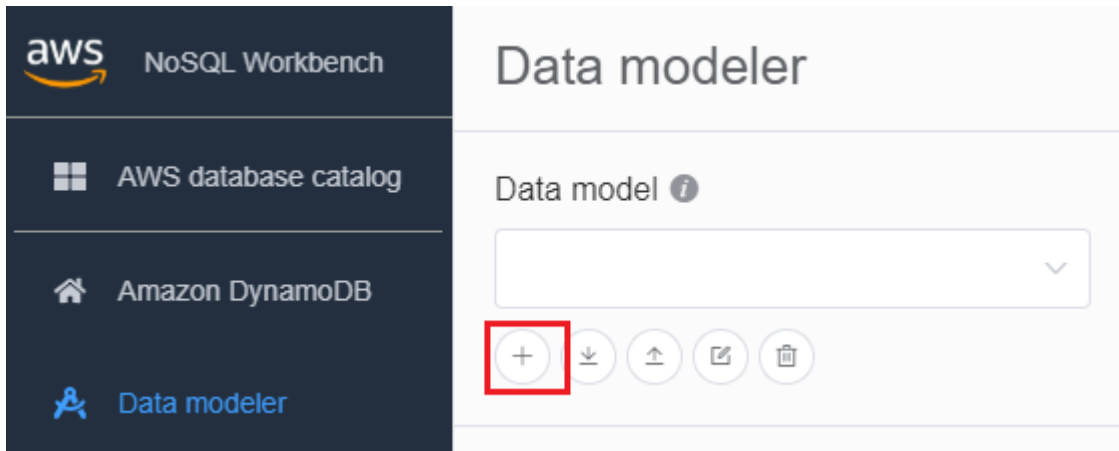 aws
NoSQL Workbench
AWS database catalog
Amazon DynamoDB
Data modeler
Data modeler
Data model i